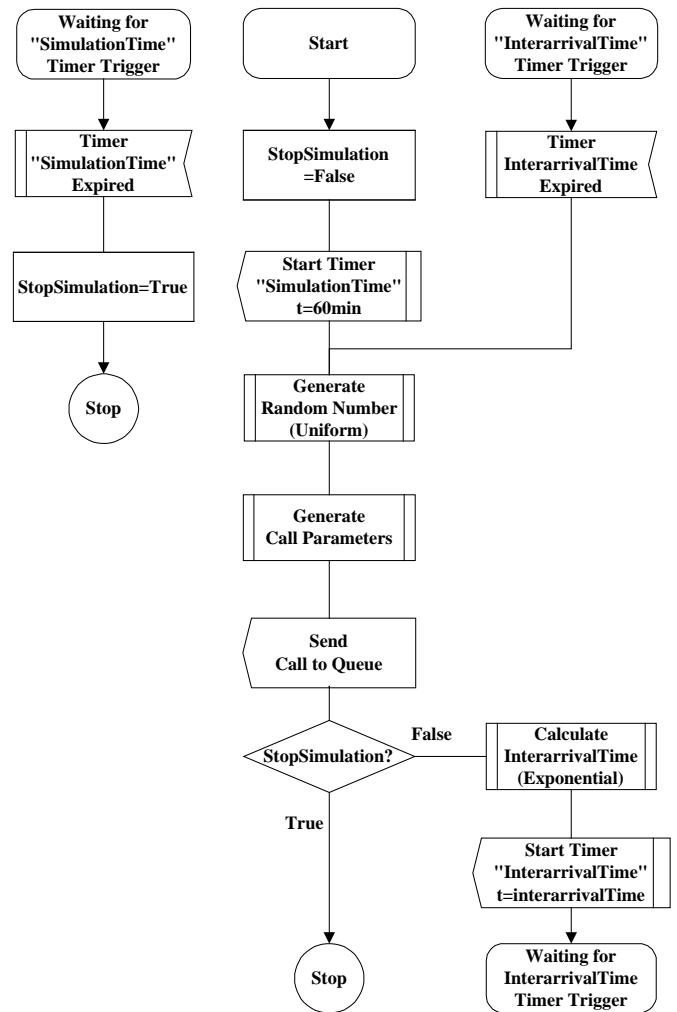 Waiting for
"SimulationTime"
Timer Trigger
Timer
"SimulationTime"
Expired
StopSimulation=True
Stop
Start
StopSimulation
=False
Start Timer
"SimulationTime"
t=60min
Generate
Random Number
(Uniform)
Generate
Call Parameters
Send
Call to Queue
StopSimulation?
False
True
Stop
Waiting for
"InterarrivalTime"
Timer Trigger
Timer
InterarrivalTime
Expired
Calculate
InterarrivalTime
(Exponential)
Start Timer
"InterarrivalTime"
t=interarrivalTime
Waiting for
InterarrivalTime
Timer Trigger